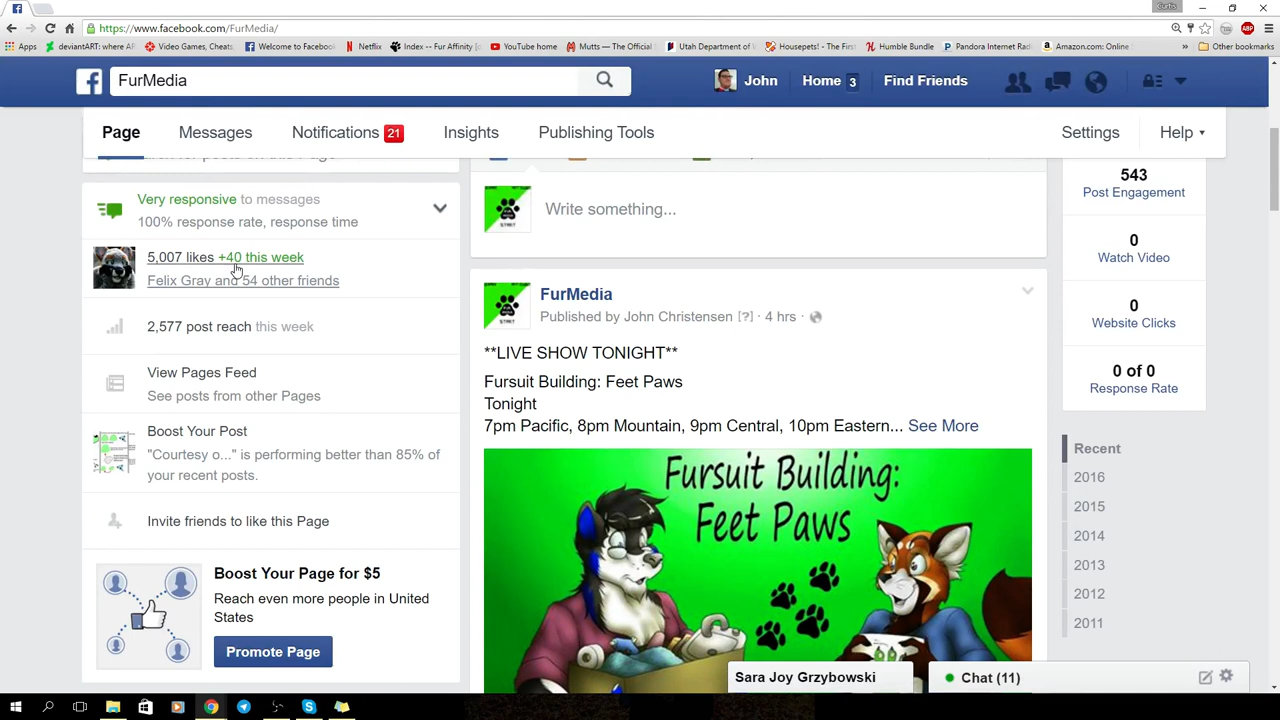 Curtis
https://www.facebook.com/FurMedia/
Apps
deviantART: where AR
Video Games, Cheats,
Welcome to Facebook
Netflix
Index -- Fur Affinity [
YouTube home
Mutts — The Official
Utah Department of
Housepets! — The Firs
Humble Bundle
Pandora Internet Radi
Amazon.com: Online
»
Other bookmarks
FurMedia
John
Home 3
Find Friends
Page
Messages
Notifications 21
Insights
Publishing Tools
Settings
Help
Very responsive to messages
100% response rate, response time
5,007 likes +40 this week
Felix Gray and 54 other friends
2,577 post reach this week
View Pages Feed
See posts from other Pages
Boost Your Post
"Courtesy o..." is performing better than 85% of
your recent posts.
Invite friends to like this Page
Boost Your Page for $5
Reach even more people in United
States
Promote Page
START
Write something...
START
FurMedia
Published by John Christensen [?] · 4 hrs ·
**LIVE SHOW TONIGHT**
Fursuit Building: Feet Paws
Tonight
7pm Pacific, 8pm Mountain, 9pm Central, 10pm Eastern... See More
Fursuit Building:
Feet Paws
543
Post Engagement
0
Watch Video
0
Website Clicks
0 of 0
Response Rate
Recent
2016
2015
2014
2013
2012
2011
Sara Joy Grzybowski
Chat (11)